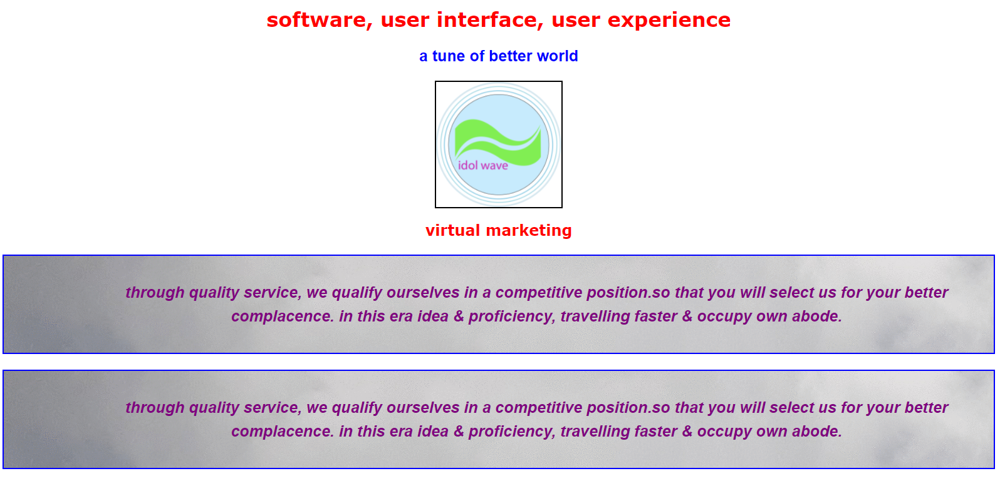 software, user interface, user experience
a tune of better world
idol wave
virtual marketing
through quality service, we qualify ourselves in a competitive position.so that you will select us for your better
complacence. in this era idea & proficiency, travelling faster & occupy own abode.
through quality service, we qualify ourselves in a competitive position.so that you will select us for your better
complacence. in this era idea & proficiency, travelling faster & occupy own abode.